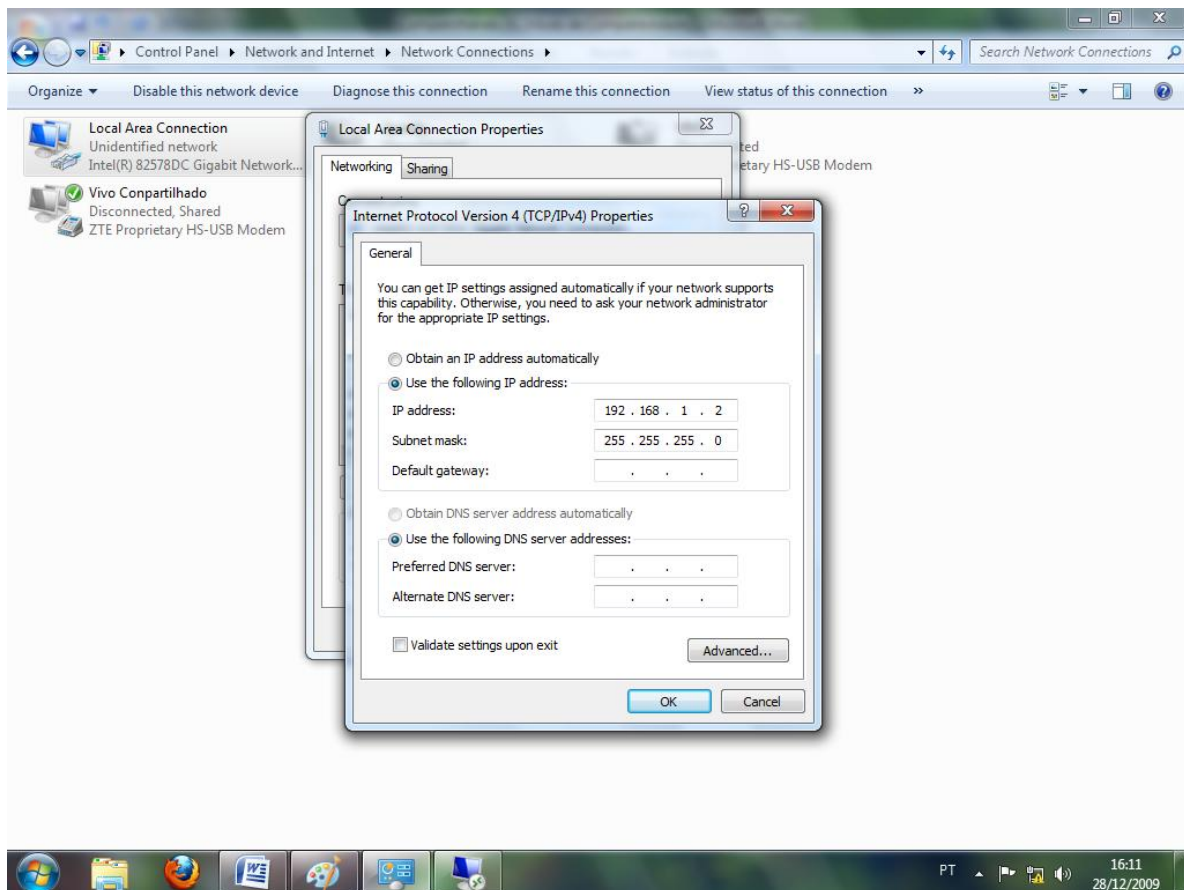 Control Panel ▸ Network and Internet ▸ Network Connections ▸
Search Network Connections
Organize Disable this network device Diagnose this connection Rename this connection View status of this connection »
Local Area Connection
Unidentified network
Intel(R) 82578DC Gigabit Network...
Vivo Conpartilhado
Disconnected, Shared
ZTE Proprietary HS-USB Modem
ted
etary HS-USB Modem
Local Area Connection Properties
Networking Sharing
Internet Protocol Version 4 (TCP/IPv4) Properties
General
You can get IP settings assigned automatically if your network supports
this capability. Otherwise, you need to ask your network administrator
for the appropriate IP settings.
Obtain an IP address automatically
Use the following IP address:
IP address: 192 . 168 . 1 . 2
Subnet mask: 255 . 255 . 255 . 0
Default gateway: . . .
Obtain DNS server address automatically
Use the following DNS server addresses:
Preferred DNS server: . . .
Alternate DNS server: . . .
Validate settings upon exit
Advanced...
OK Cancel
PT
16:11
28/12/2009